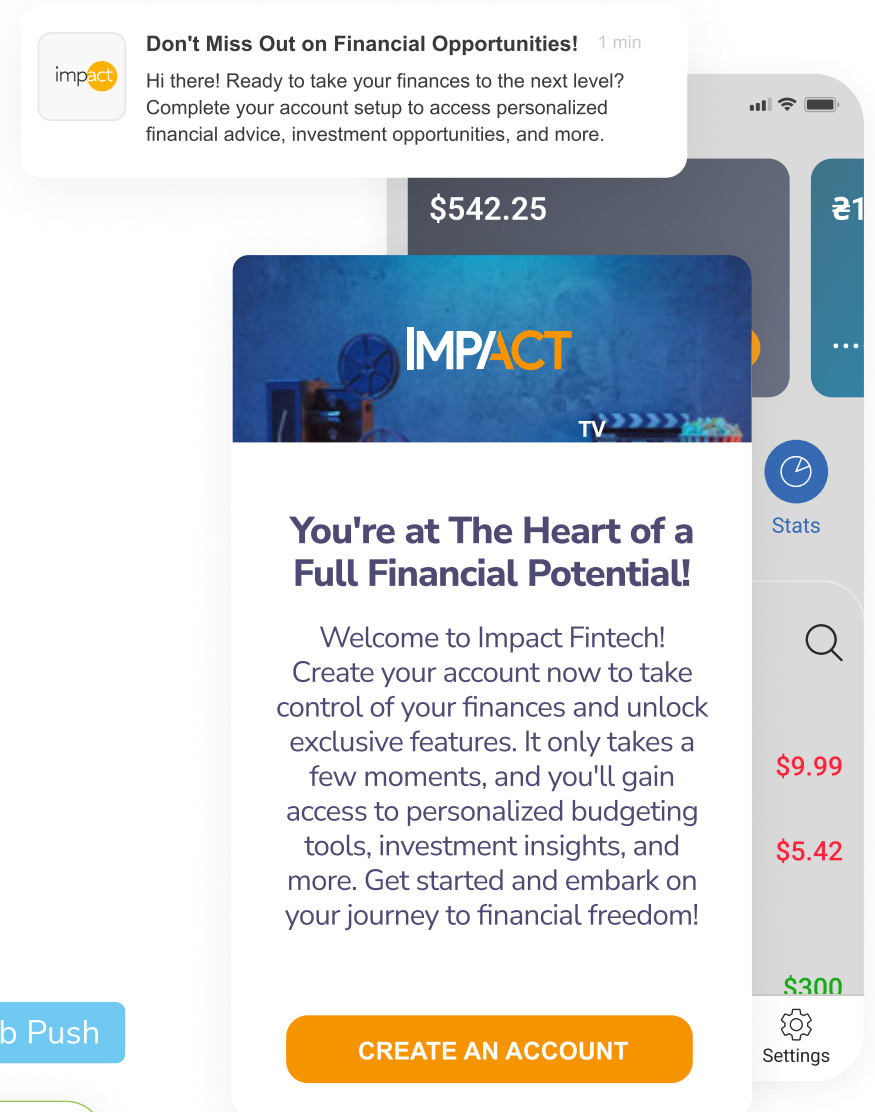 Don't Miss Out on Financial Opportunities! 1 min
impact
Hi there! Ready to take your finances to the next level?
Complete your account setup to access personalized
financial advice, investment opportunities, and more.
$542.25
₴1
IMPACT
TV
Stats
You're at The Heart of a
Full Financial Potential!
Welcome to Impact Fintech!
Create your account now to take
control of your finances and unlock
exclusive features. It only takes a
few moments, and you'll gain
access to personalized budgeting
tools, investment insights, and
more. Get started and embark on
your journey to financial freedom!
$9.99
$5.42
$300
b Push
CREATE AN ACCOUNT
Settings